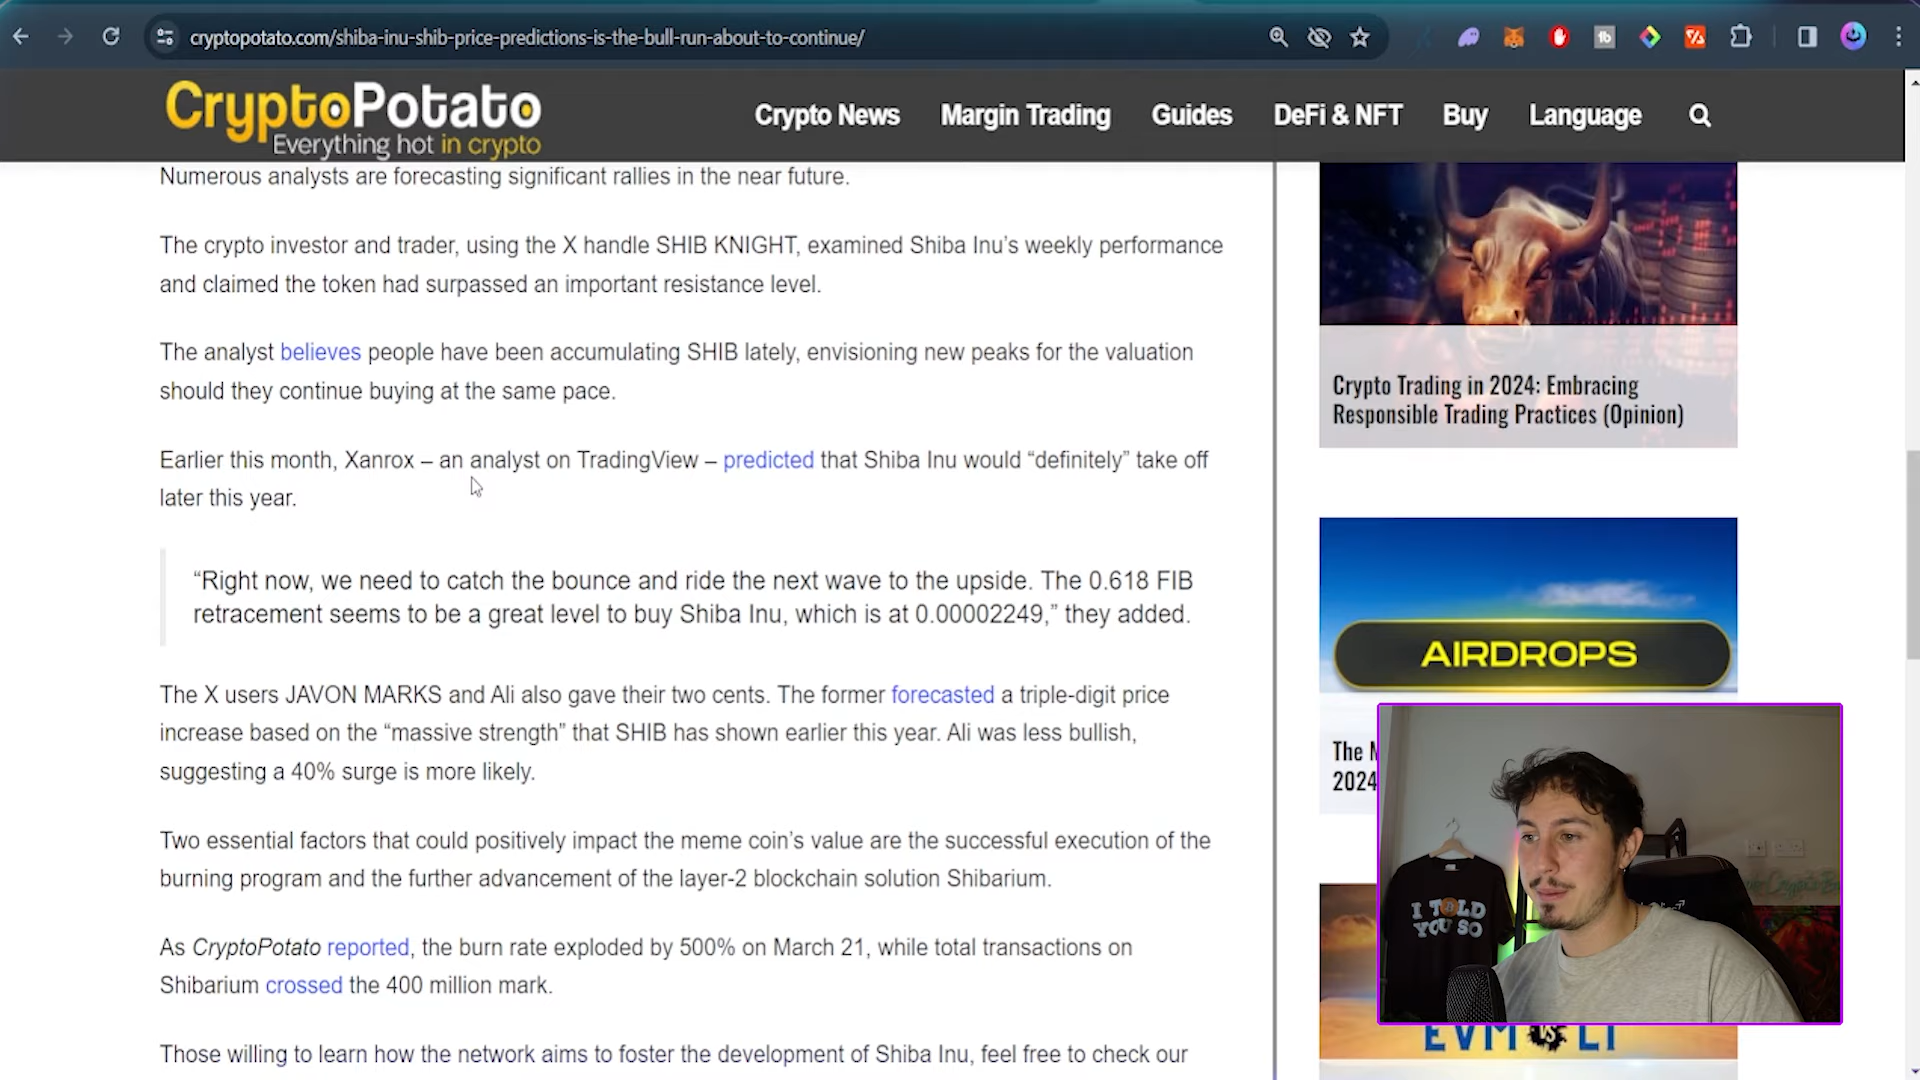 cryptopotato.com/shiba-inu-shib-price-predictions-is-the-bull-run-about-to-continue/
CryptoPotato
Everything hot in crypto
Crypto News
Margin Trading
Guides
DeFi & NFT
Buy
Language
Numerous analysts are forecasting significant rallies in the near future.
The crypto investor and trader, using the X handle SHIB KNIGHT, examined Shiba Inu’s weekly performance
and claimed the token had surpassed an important resistance level.
The analyst believes people have been accumulating SHIB lately, envisioning new peaks for the valuation
should they continue buying at the same pace.
Earlier this month, Xanrox – an analyst on TradingView – predicted that Shiba Inu would “definitely” take off
later this year.
“Right now, we need to catch the bounce and ride the next wave to the upside. The 0.618 FIB
retracement seems to be a great level to buy Shiba Inu, which is at 0.00002249,” they added.
The X users JAVON MARKS and Ali also gave their two cents. The former forecasted a triple-digit price
increase based on the “massive strength” that SHIB has shown earlier this year. Ali was less bullish,
suggesting a 40% surge is more likely.
Two essential factors that could positively impact the meme coin’s value are the successful execution of the
burning program and the further advancement of the layer-2 blockchain solution Shibarium.
As CryptoPotato reported, the burn rate exploded by 500% on March 21, while total transactions on
Shibarium crossed the 400 million mark.
Those willing to learn how the network aims to foster the development of Shiba Inu, feel free to check our
Crypto Trading in 2024: Embracing
Responsible Trading Practices (Opinion)
AIRDROPS
The
2024
I TOLD
YOU SO
EVM VS